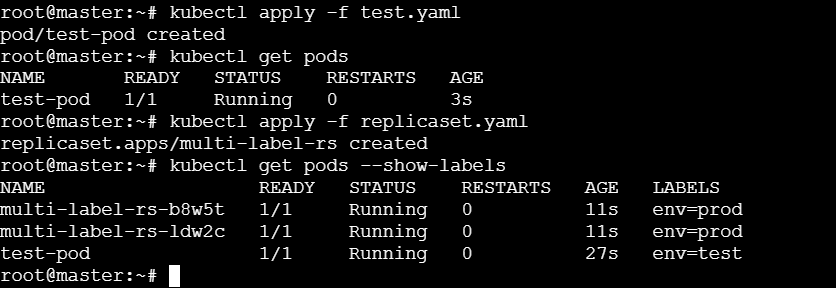 root@master:~# kubectl apply -f test.yaml
pod/test-pod created
root@master:~# kubectl get pods
NAME       READY   STATUS    RESTARTS   AGE
test-pod   1/1     Running   0          3s
root@master:~# kubectl apply -f replicaset.yaml
replicaset.apps/multi-label-rs created
root@master:~# kubectl get pods --show-labels
NAME                   READY   STATUS    RESTARTS   AGE   LABELS
multi-label-rs-b8w5t   1/1     Running   0          11s   env=prod
multi-label-rs-ldw2c   1/1     Running   0          11s   env=prod
test-pod               1/1     Running   0          27s   env=test
root@master:~#